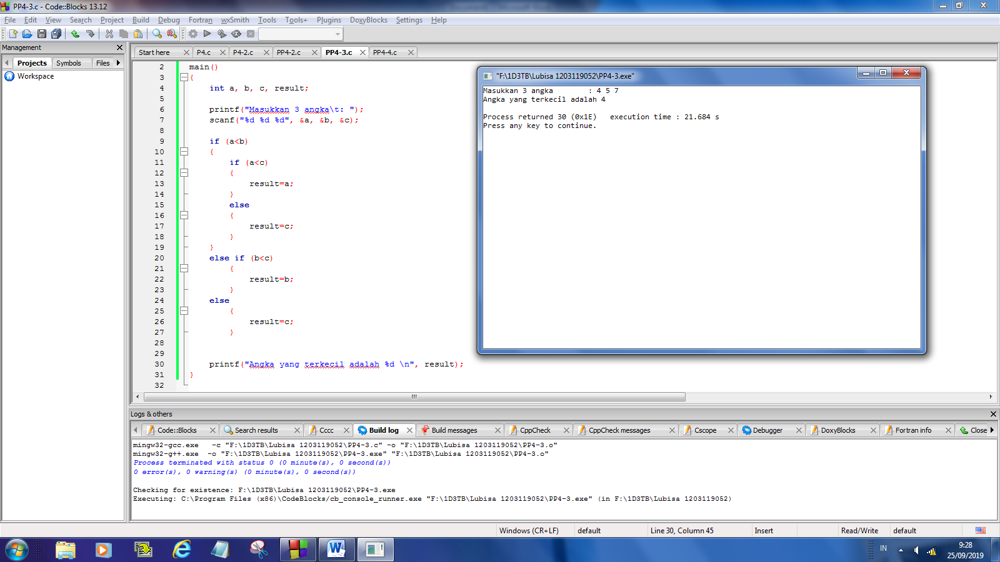 PP4-3.c - Code::Blocks 13.12
File Edit View Search Project Build Debug Fortran wxSmith Tools Tools+ Plugins DoxyBlocks Settings Help
Management
Projects Symbols Files
Workspace
Start here P4.c P4-2.c PP4-2.c PP4-3.c PP4-4.c
2 main()
3 {
4 int a, b, c, result;
5
6 printf("Masukkan 3 angka\t: ");
7 scanf("%d %d %d", &a, &b, &c);
8
9 if (a<b)
10 {
11 if (a<c)
12 {
13 result=a;
14 }
15 else
16 {
17 result=c;
18 }
19 }
20 else if (b<c)
21 {
22 result=b;
23 }
24 else
25 {
26 result=c;
27 }
28
29
30 printf("Angka yang terkecil adalah %d \n", result);
31 }
32
"F:\1D3TB\Lubisa 1203119052\PP4-3.exe"
Masukkan 3 angka : 4 5 7
Angka yang terkecil adalah 4
Process returned 30 (0x1E) execution time : 21.684 s
Press any key to continue.
Logs & others
Code::Blocks Search results Cccc Build log Build messages CppCheck CppCheck messages Cscope Debugger DoxyBlocks Fortran info Close
mingw32-gcc.exe -c "F:\1D3TB\Lubisa 1203119052\PP4-3.c" -o "F:\1D3TB\Lubisa 1203119052\PP4-3.o"
mingw32-g++.exe -o "F:\1D3TB\Lubisa 1203119052\PP4-3.exe" "F:\1D3TB\Lubisa 1203119052\PP4-3.o"
Process terminated with status 0 (0 minute(s), 0 second(s))
0 error(s), 0 warning(s) (0 minute(s), 0 second(s))
Checking for existence: F:\1D3TB\Lubisa 1203119052\PP4-3.exe
Executing: C:\Program Files (x86)\CodeBlocks/cb_console_runner.exe "F:\1D3TB\Lubisa 1203119052\PP4-3.exe" (in F:\1D3TB\Lubisa 1203119052)
Windows (CR+LF) default Line 30, Column 45 Insert Read/Write default
IN 9:28
25/09/2019